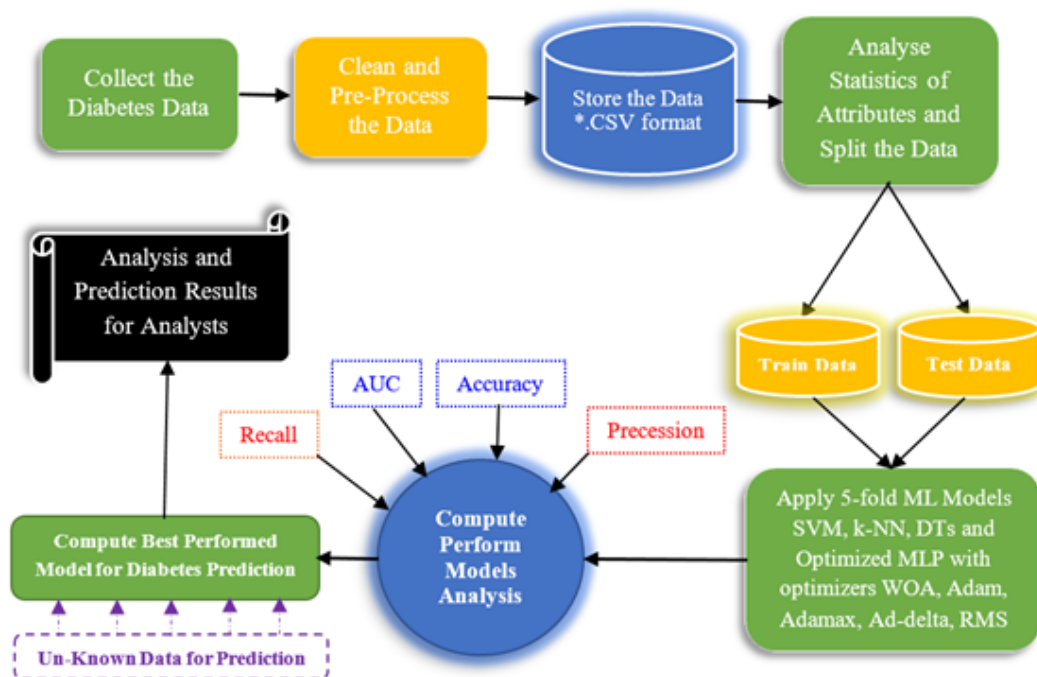 Collect the
Diabetes Data
Clean and
Pre-Process
the Data
Store the Data
*.CSV format
Analyse
Statistics of
Attributes and
Split the Data
Analysis and
Prediction Results
for Analysts
Train Data
Test Data
AUC
Accuracy
Recall
Precession
Apply 5-fold ML Models
SVM, k-NN, DTs and
Optimized MLP with
optimizers WOA, Adam,
Adamax, Ad-delta, RMS
Compute
Perform
Models
Analysis
Compute Best Performed
Model for Diabetes Prediction
Un-Known Data for Prediction